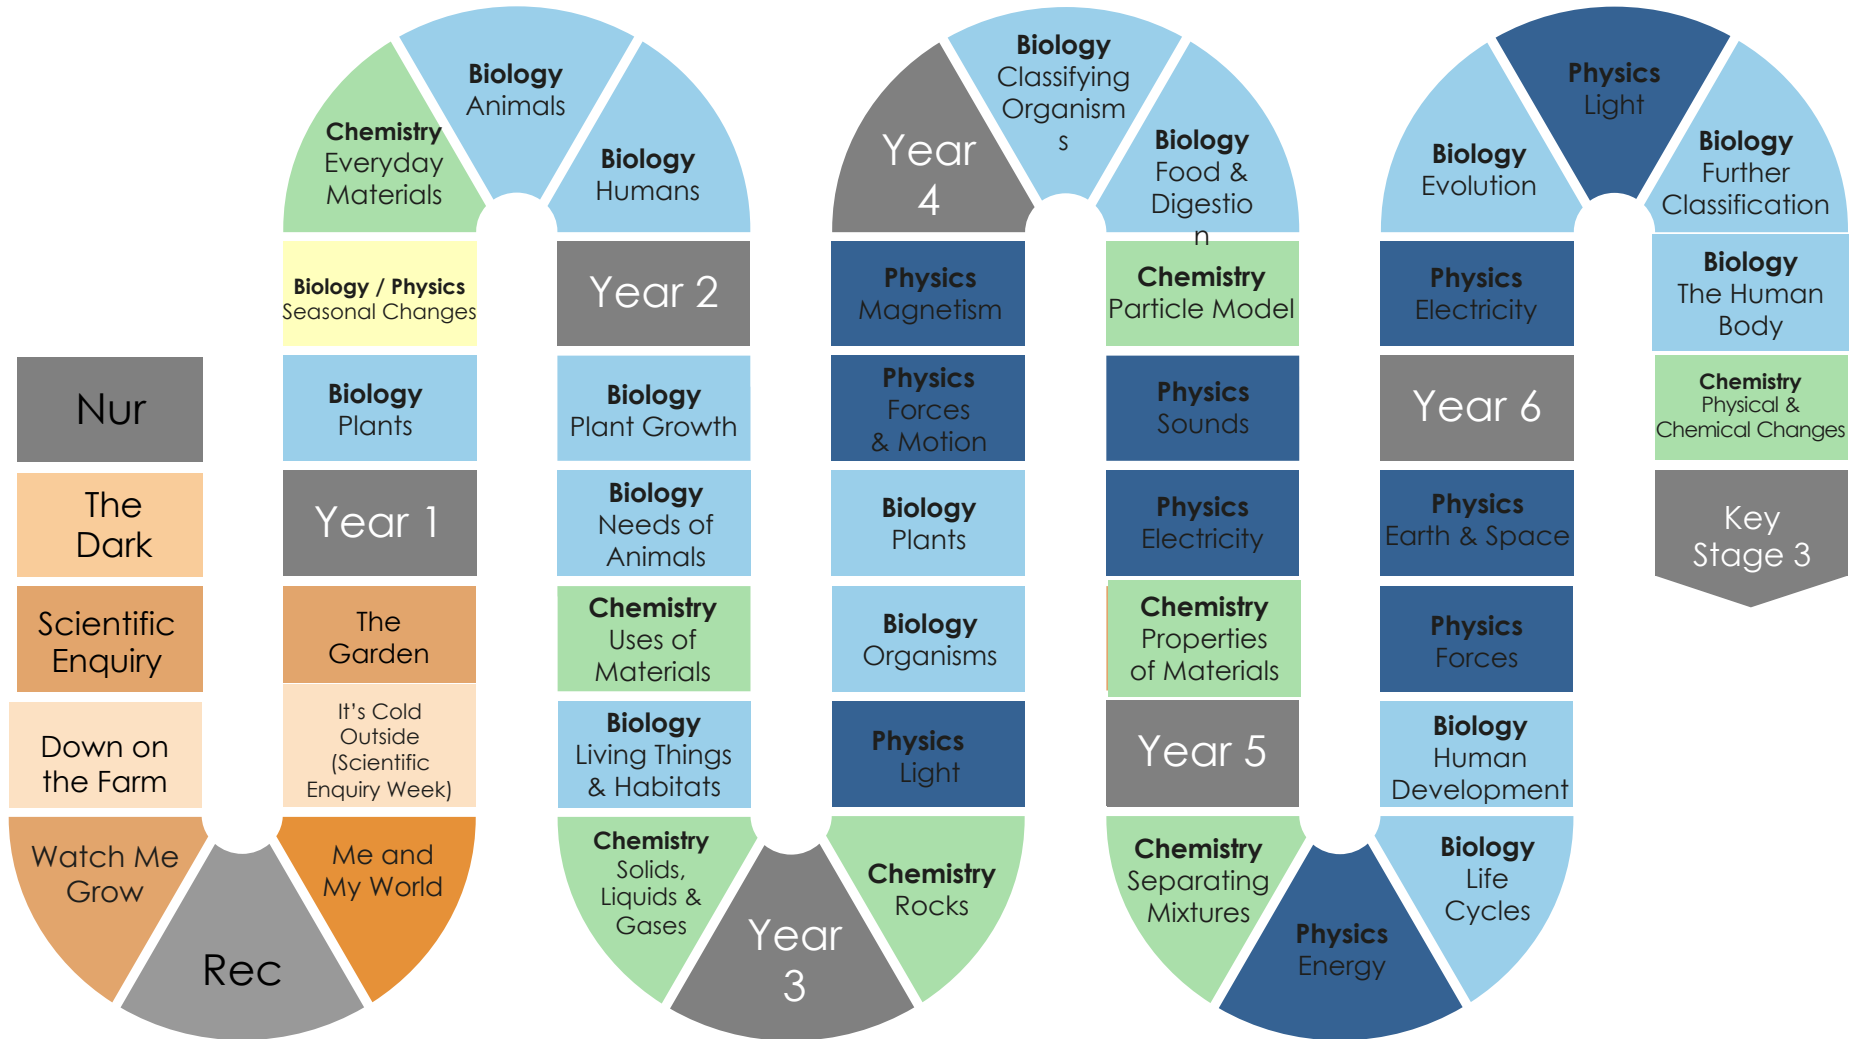 Nur
The
Dark
Scientific
Enquiry
Down on
the Farm
Watch Me
Grow
Rec
Me and
My World
It's Cold
Outside
(Scientific
Enquiry Week)
The
Garden
Year 1
Biology
Plants
Biology / Physics
Seasonal Changes
Chemistry
Everyday
Materials
Biology
Animals
Biology
Humans
Year 2
Biology
Plant Growth
Biology
Needs of
Animals
Chemistry
Uses of
Materials
Biology
Living Things
& Habitats
Chemistry
Solids,
Liquids &
Gases
Year
3
Chemistry
Rocks
Physics
Light
Biology
Organisms
Biology
Plants
Physics
Forces
& Motion
Physics
Magnetism
Year
4
Biology
Classifying
Organism
s
Biology
Food &
Digestio
n
Chemistry
Particle Model
Physics
Sounds
Physics
Electricity
Chemistry
Properties
of Materials
Year 5
Chemistry
Separating
Mixtures
Physics
Energy
Biology
Life
Cycles
Biology
Human
Development
Physics
Forces
Physics
Earth & Space
Year 6
Physics
Electricity
Biology
Evolution
Physics
Light
Biology
Further
Classification
Biology
The Human
Body
Chemistry
Physical &
Chemical Changes
Key
Stage 3